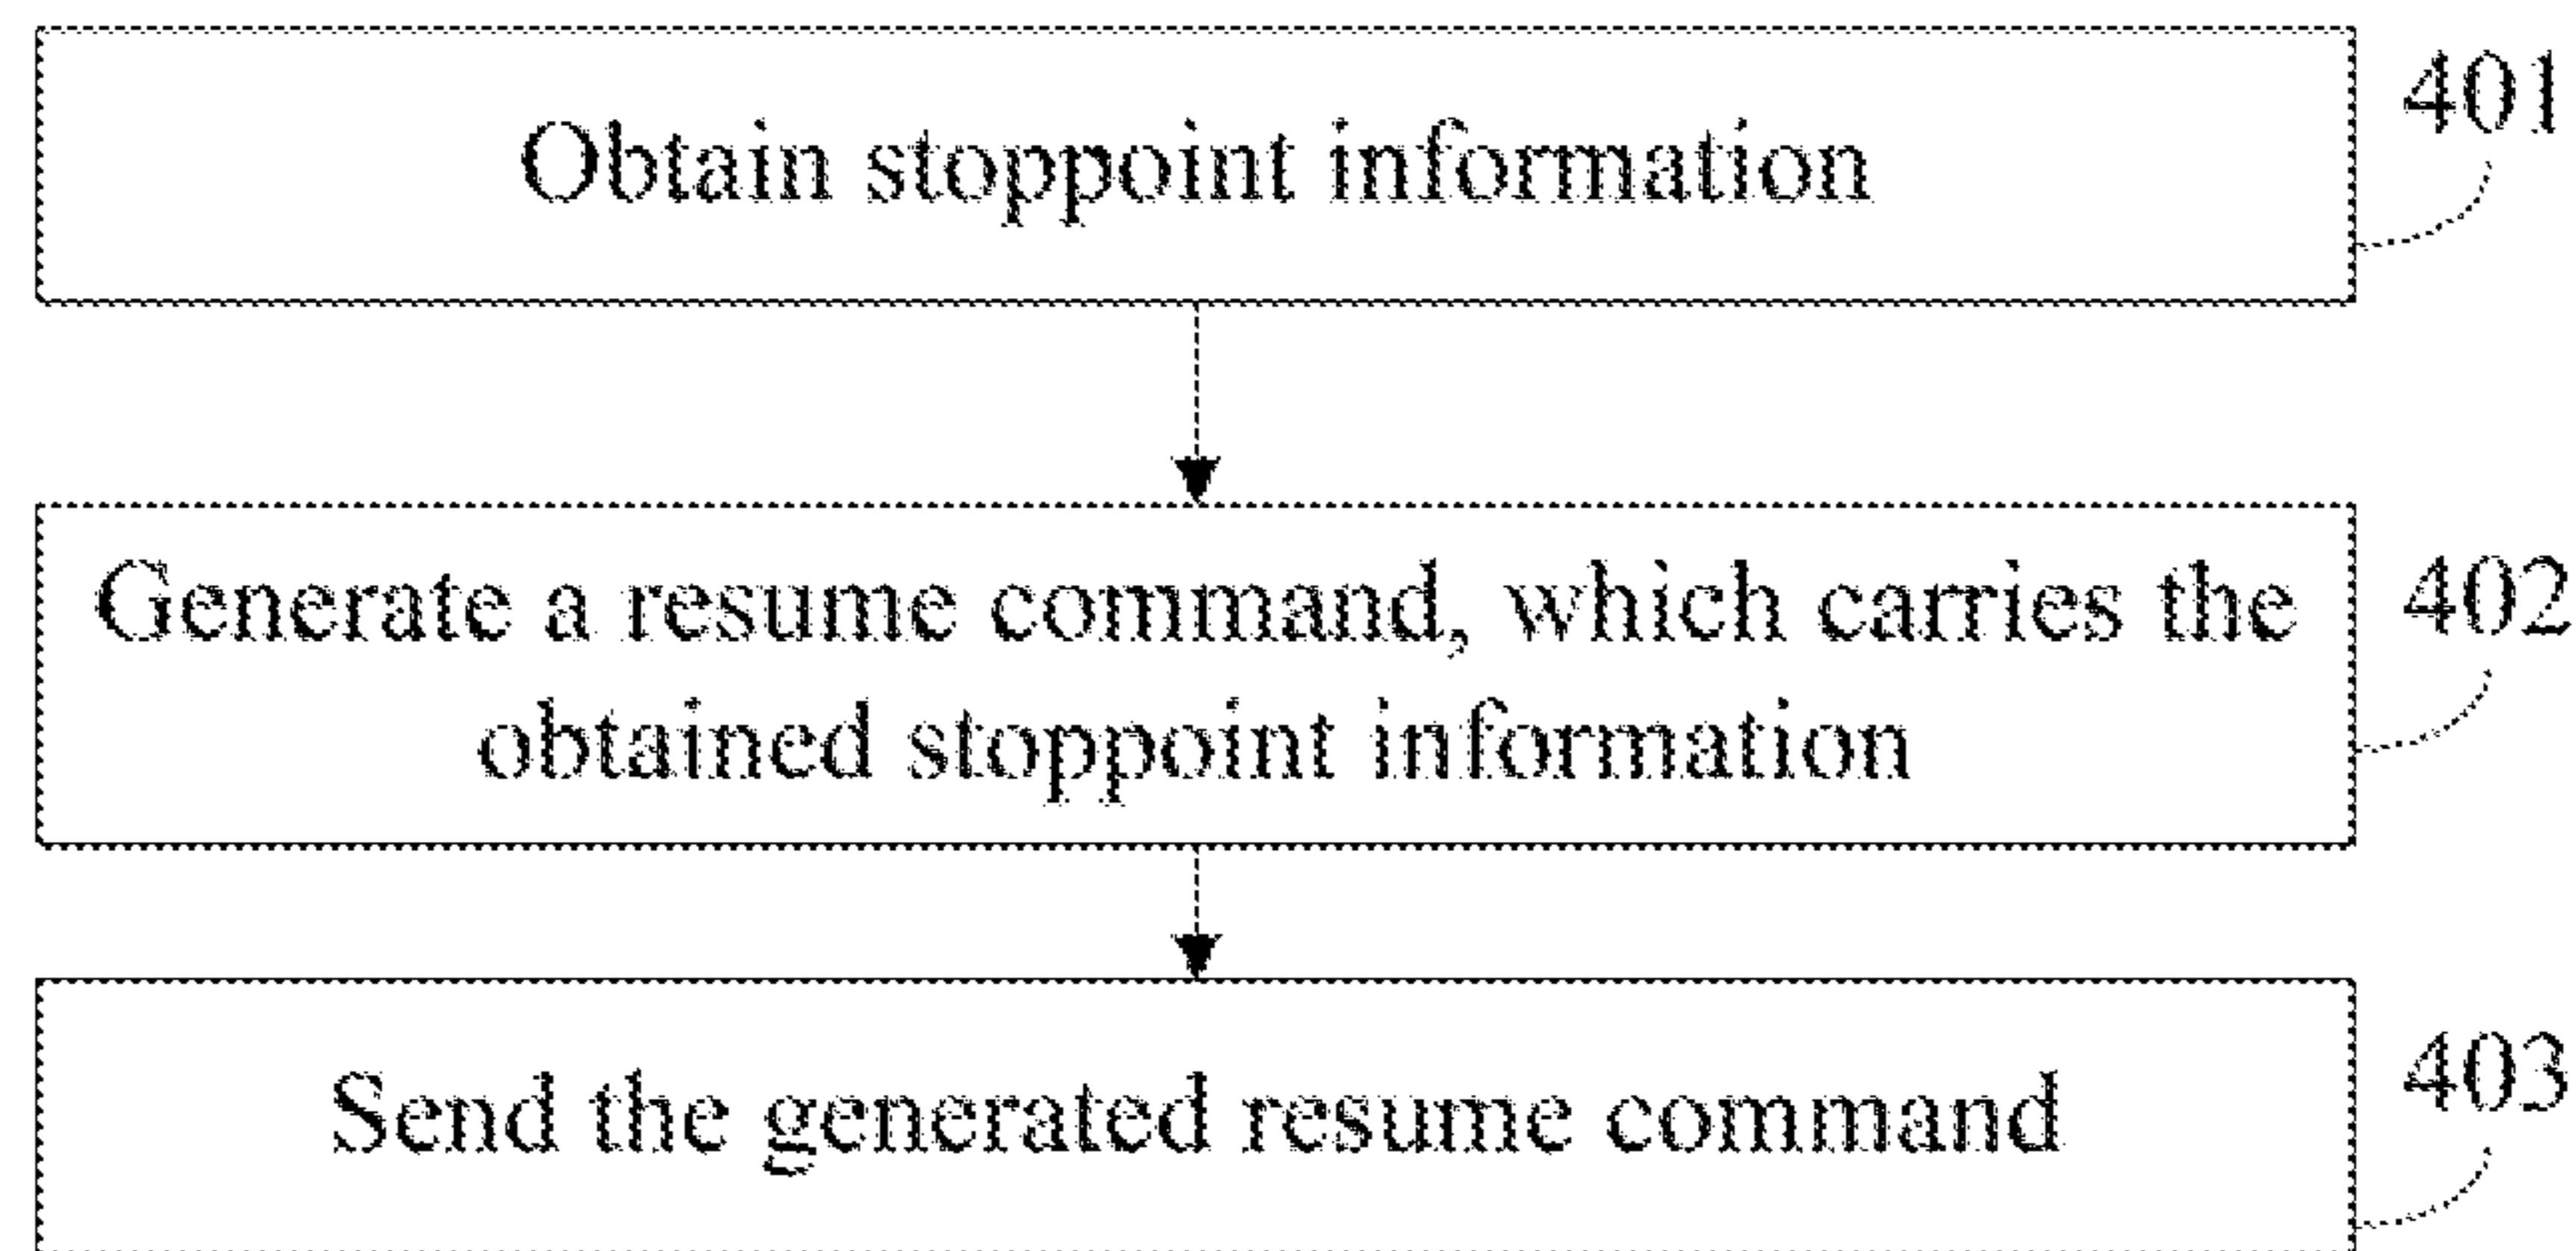 Obtain stoppoint information
401
Generate a resume command, which carries the
obtained stoppoint information
402
Send the generated resume command
403